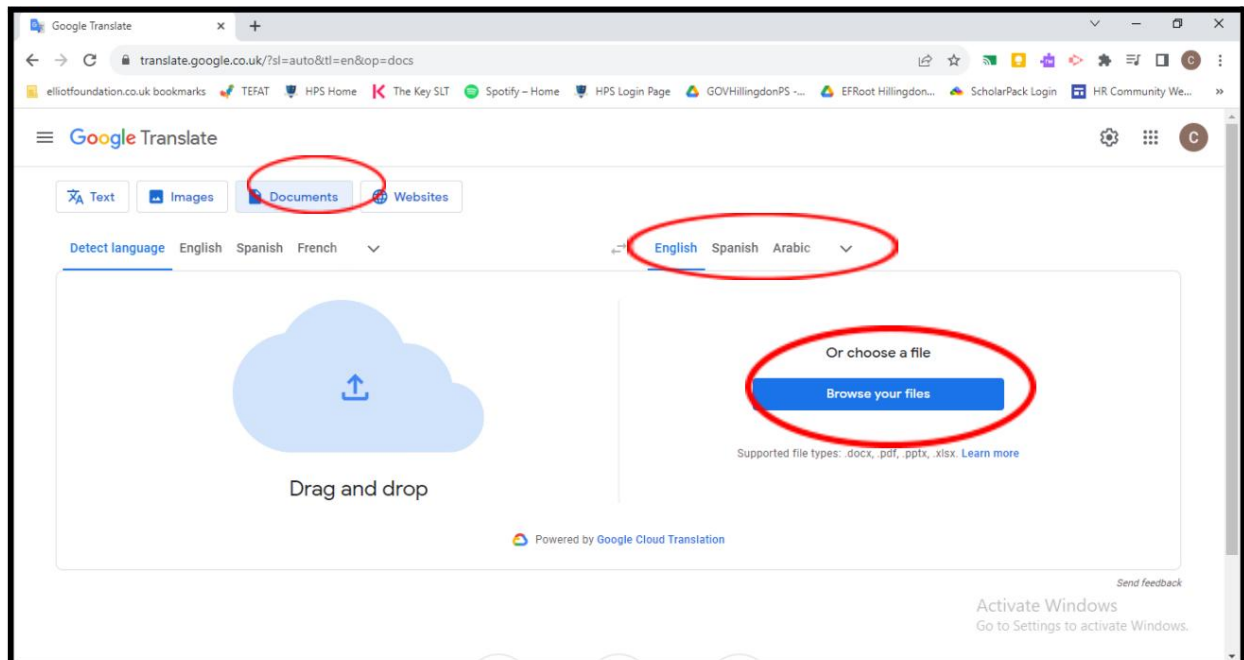 Google Translate
translate.google.co.uk/?sl=auto&tl=en&op=docs
elliotfoundation.co.uk bookmarks TEFAT HPS Home The Key SLT Spotify – Home HPS Login Page GOVHillingdonPS -... EFRoot Hillingdon... ScholarPack Login HR Community We... »
Google Translate C
Text Images Documents Websites
Detect language English Spanish French English Spanish Arabic
Or choose a file
Browse your files
Supported file types: .docx, .pdf, .pptx, .xlsx. Learn more
Drag and drop
Powered by Google Cloud Translation
Send feedback
Activate Windows
Go to Settings to activate Windows.